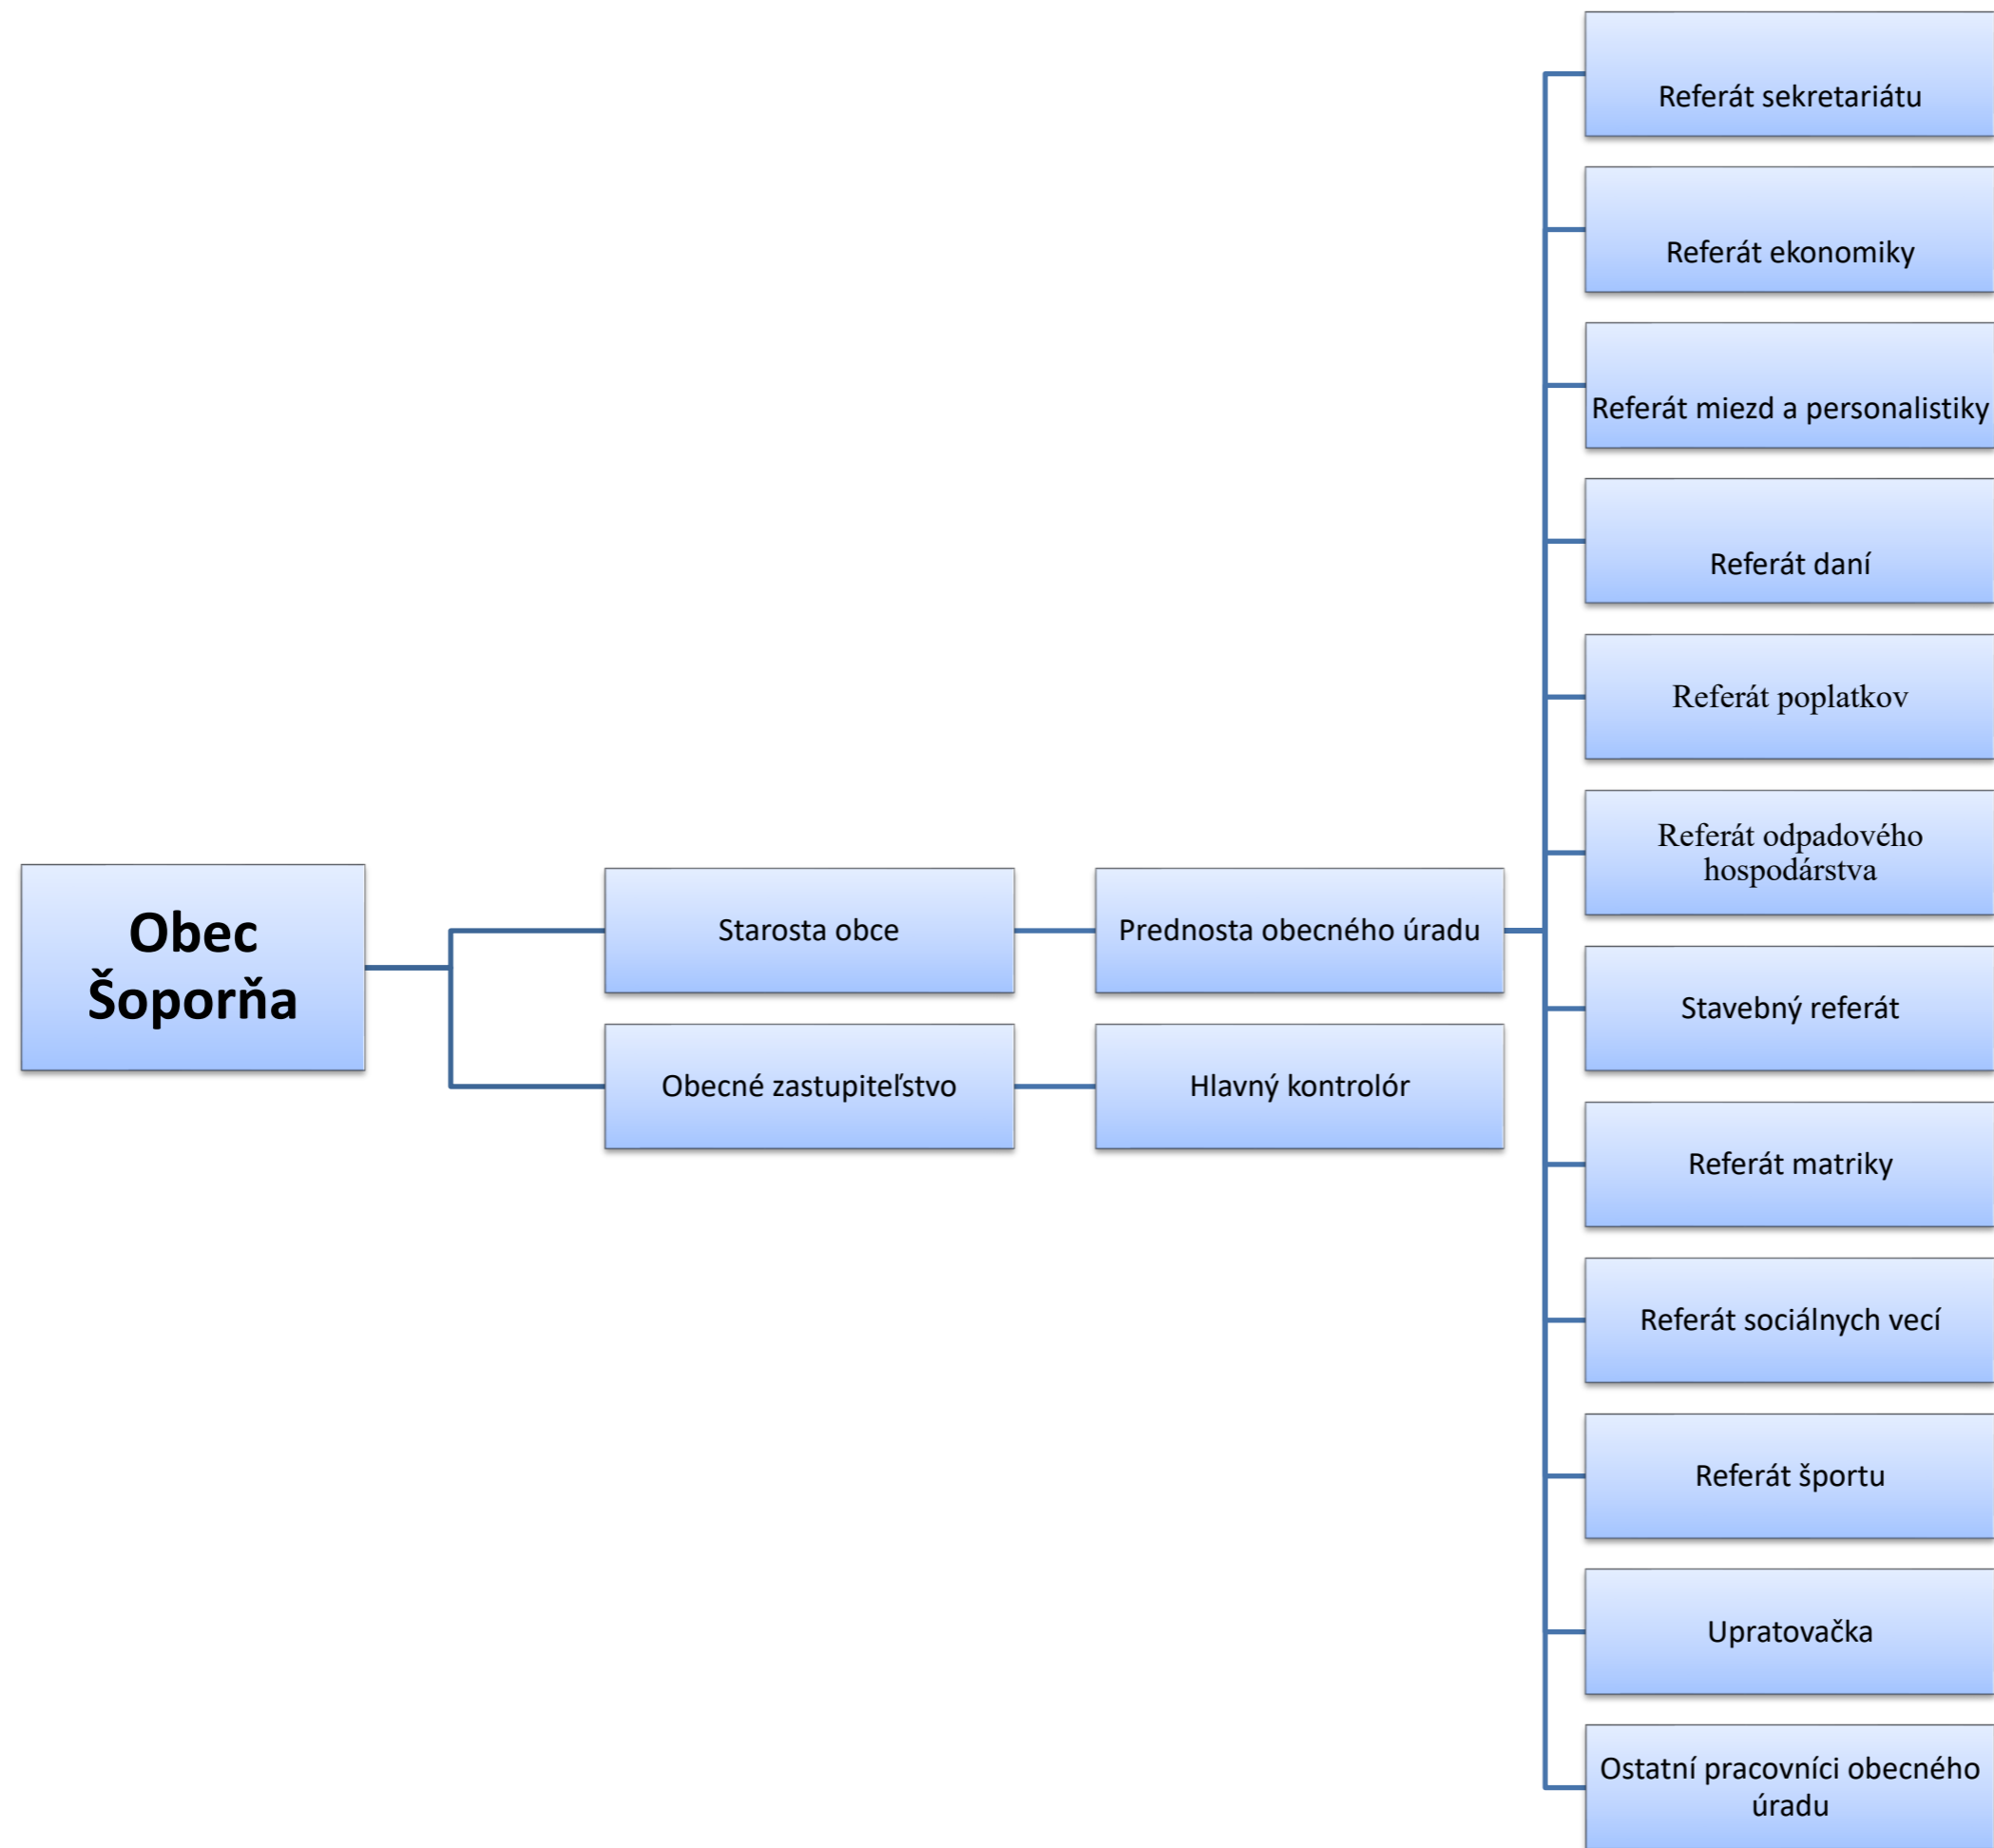 Obec
Šoporňa
Starosta obce
Obecné zastupiteľstvo
Prednosta obecného úradu
Hlavný kontrolór
Referát sekretariátu
Referát ekonomiky
Referát miezd a personalistiky
Referát daní
Referát poplatkov
Referát odpadového
hospodárstva
Stavebný referát
Referát matriky
Referát sociálnych vecí
Referát športu
Upratovačka
Ostatní pracovníci obecného
úradu